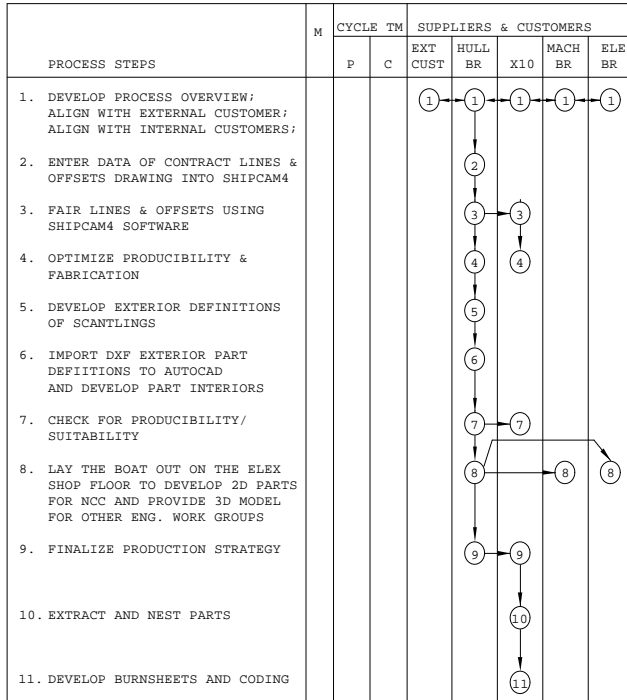 M
CYCLE TM
SUPPLIERS & CUSTOMERS
PROCESS STEPS
P
C
EXT CUST
HULL BR
X10
MACH BR
ELE BR
1. DEVELOP PROCESS OVERVIEW;
ALIGN WITH EXTERNAL CUSTOMER;
ALIGN WITH INTERNAL CUSTOMERS;
1 1 1 1 1
2. ENTER DATA OF CONTRACT LINES &
OFFSETS DRAWING INTO SHIPCAM4
2
3. FAIR LINES & OFFSETS USING
SHIPCAM4 SOFTWARE
3 3
4. OPTIMIZE PRODUCIBILITY &
FABRICATION
4 4
5. DEVELOP EXTERIOR DEFINITIONS
OF SCANTLINGS
5
6. IMPORT DXF EXTERIOR PART
DEFIITIONS TO AUTOCAD
AND DEVELOP PART INTERIORS
6
7. CHECK FOR PRODUCIBILITY/
SUITABILITY
7 7
8. LAY THE BOAT OUT ON THE ELEX
SHOP FLOOR TO DEVELOP 2D PARTS
FOR NCC AND PROVIDE 3D MODEL
FOR OTHER ENG. WORK GROUPS
8 8 8
9. FINALIZE PRODUCTION STRATEGY
9 9
10. EXTRACT AND NEST PARTS
10
11. DEVELOP BURNSHEETS AND CODING
11